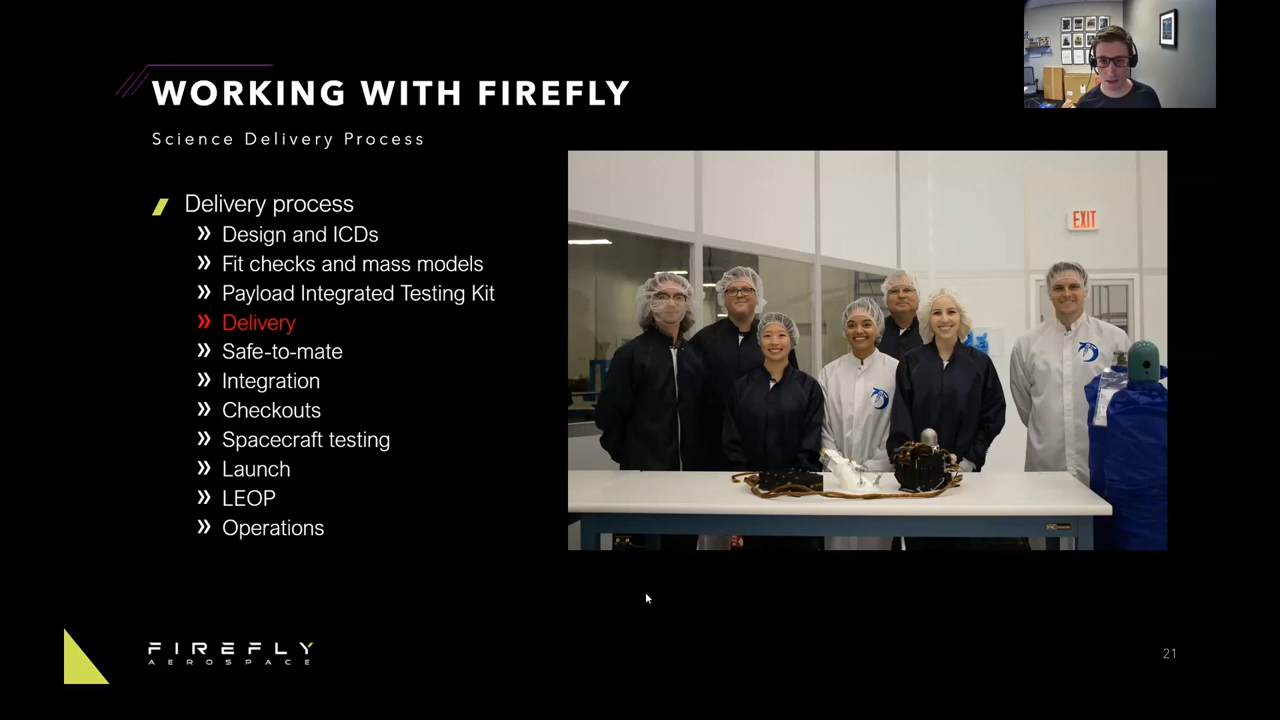 WORKING WITH FIREFLY
Science Delivery Process
Delivery process
» Design and ICDs
» Fit checks and mass models
» Payload Integrated Testing Kit
» Delivery
» Safe-to-mate
» Integration
» Checkouts
» Spacecraft testing
» Launch
» LEOP
» Operations
EXIT
FIREFLY
AEROSPACE
21